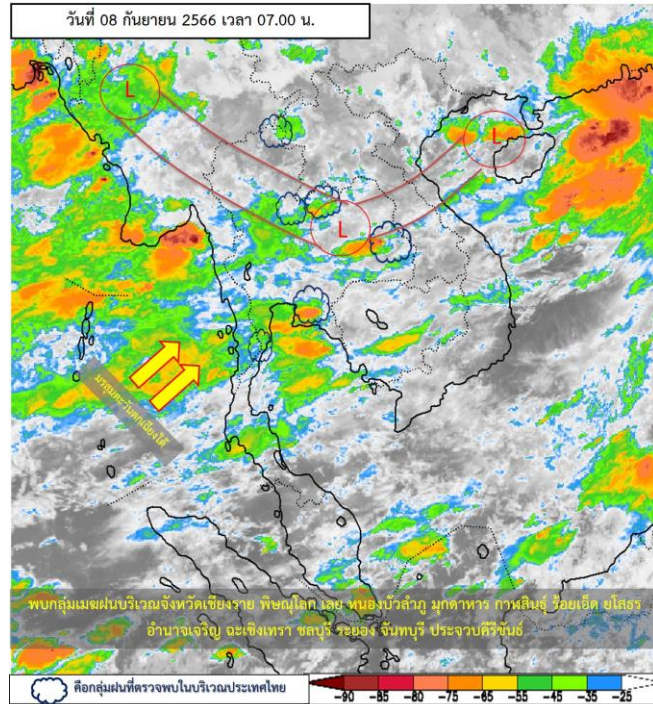 วันที่ 08 กันยายน 2566 เวลา 07.00 น.
L
L
L
มรสุมตะวันตกเฉียงใต้
พบกลุ่มเมฆฝนบริเวณจังหวัดเชียงราย พิษณุโลก เลย หนองบัวลำภู มุกดาหาร กาฬสินธุ์ ร้อยเอ็ด ยโสธร
อำนาจเจริญ ฉะเชิงเทรา ชลบุรี ระยอง จันทบุรี ประจวบคีรีขันธ์
คือกลุ่มฝนที่ตรวจพบในบริเวณประเทศไทย
-90 -85 -80 -75 -65 -55 -45 -35 -25